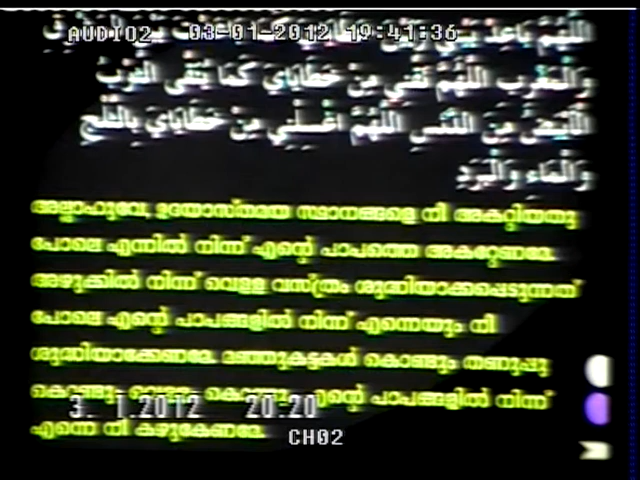 AUDIO2 03-01-2012 19:41:36
اللَّهُمَّ بَاعِدْ بَيْنِي
وَالْمَغْرِبِ اللَّهُمَّ نَقِّنِي مِنْ خَطَايَايَ كَمَا يُنَقَّى الثَّوْبُ
الْأَبْيَضُ مِنَ الدَّنَسِ اللَّهُمَّ اغْسِلْنِي مِنْ خَطَايَايَ بِالثَّلْجِ
وَالْمَاءِ وَالْبَرَدِ
അല്ലാഹുവേ, ഉദയാസ്തമയ സ്ഥാനങ്ങളെ നീ അകറ്റിയതു
പോലെ എന്നിൽ നിന്ന് എന്റെ പാപത്തെ അകറ്റേണമേ.
അഴുക്കിൽ നിന്ന് വെള്ള വസ്ത്രം ശുദ്ധിയാക്കപ്പെടുന്നത്
പോലെ എന്റെ പാപങ്ങളിൽ നിന്ന് എന്നെയും നീ
ശുദ്ധിയാക്കേണമേ. മഞ്ഞുകട്ടകൾ കൊണ്ടും തണുപ്പു
കൊണ്ടും വെള്ളം കൊണ്ടും എന്റെ പാപങ്ങളിൽ നിന്ന്
3. 1.2012 20:20
എന്നെ നീ കഴുകേണമേ.
CH02